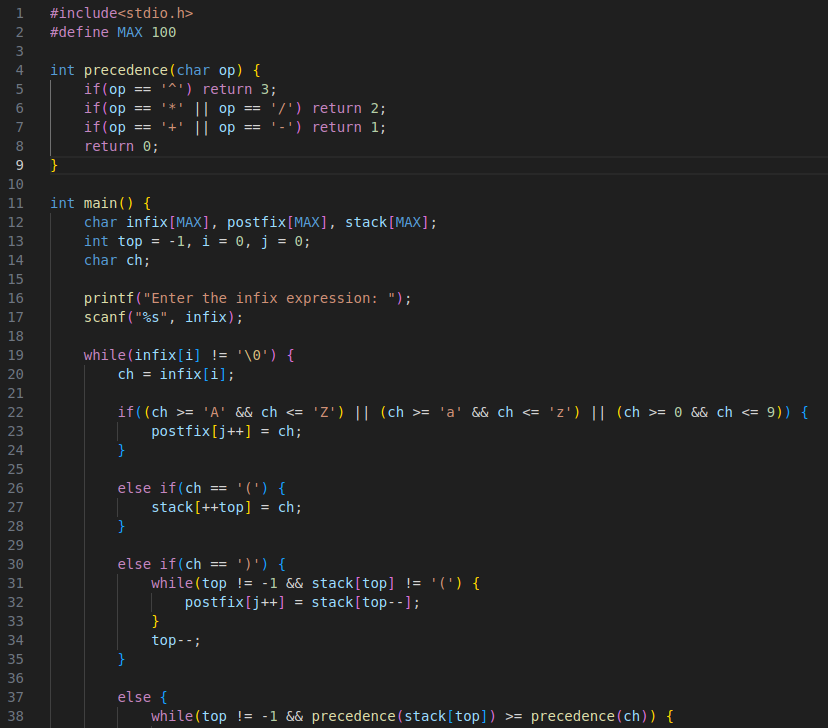 1 #include<stdio.h>
2 #define MAX 100
3
4 int precedence(char op) {
5     if(op == '^') return 3;
6     if(op == '*' || op == '/') return 2;
7     if(op == '+' || op == '-') return 1;
8     return 0;
9 }
10
11 int main() {
12     char infix[MAX], postfix[MAX], stack[MAX];
13     int top = -1, i = 0, j = 0;
14     char ch;
15
16     printf("Enter the infix expression: ");
17     scanf("%s", infix);
18
19     while(infix[i] != '\0') {
20         ch = infix[i];
21
22         if((ch >= 'A' && ch <= 'Z') || (ch >= 'a' && ch <= 'z') || (ch >= 0 && ch <= 9)) {
23             postfix[j++] = ch;
24         }
25
26         else if(ch == '(') {
27             stack[++top] = ch;
28         }
29
30         else if(ch == ')') {
31             while(top != -1 && stack[top] != '(') {
32                 postfix[j++] = stack[top--];
33             }
34             top--;
35         }
36
37         else {
38             while(top != -1 && precedence(stack[top]) >= precedence(ch)) {